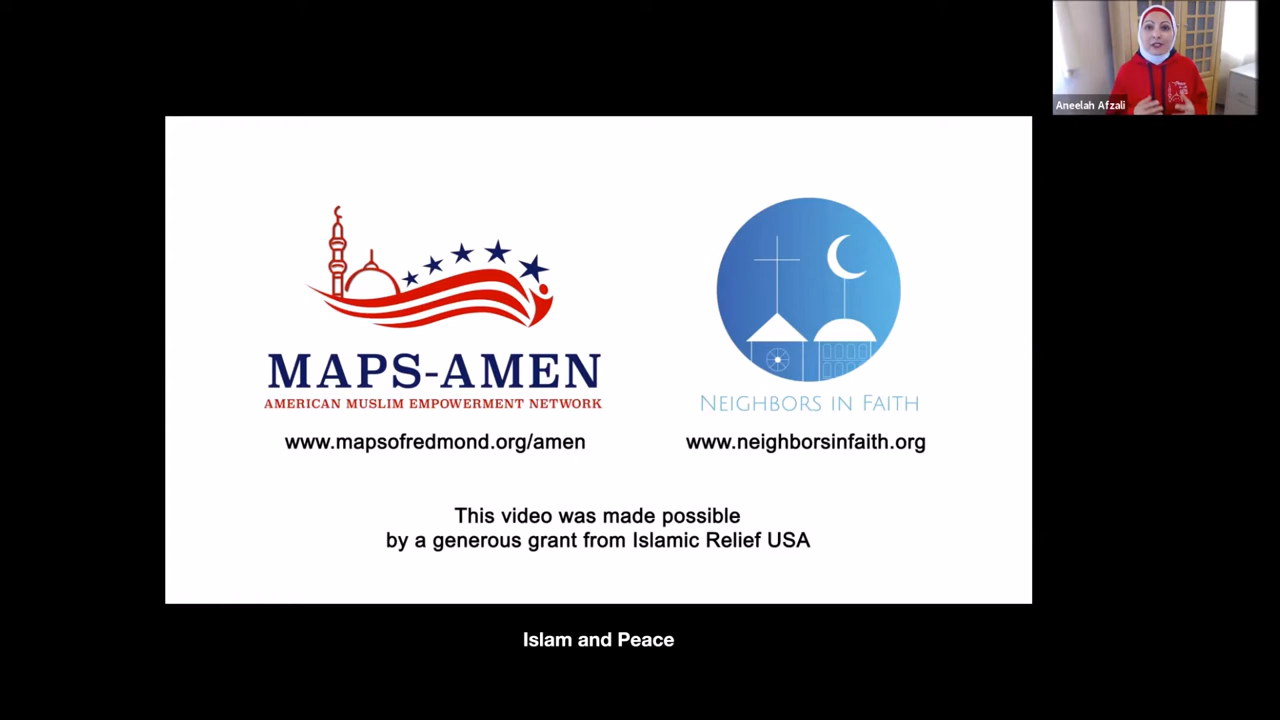 Aneelah Afzali
MAPS-AMEN
AMERICAN MUSLIM EMPOWERMENT NETWORK
www.mapsofredmond.org/amen
NEIGHBORS IN FAITH
www.neighborsinfaith.org
This video was made possible
by a generous grant from Islamic Relief USA
Islam and Peace